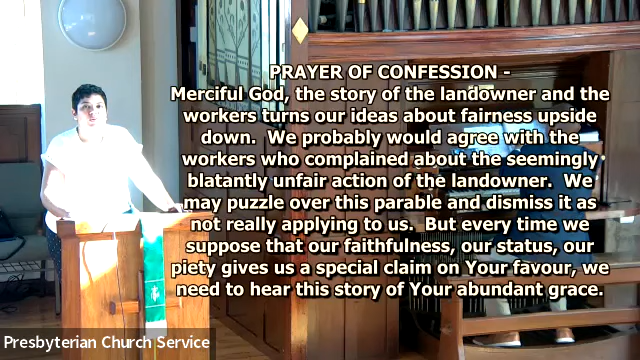 PRAYER OF CONFESSION -
Merciful God, the story of the landowner and the
workers turns our ideas about fairness upside
down.  We probably would agree with the
workers who complained about the seemingly
blatantly unfair action of the landowner.  We
may puzzle over this parable and dismiss it as
not really applying to us.  But every time we
suppose that our faithfulness, our status, our
piety gives us a special claim on Your favour, we
need to hear this story of Your abundant grace.
Presbyterian Church Service